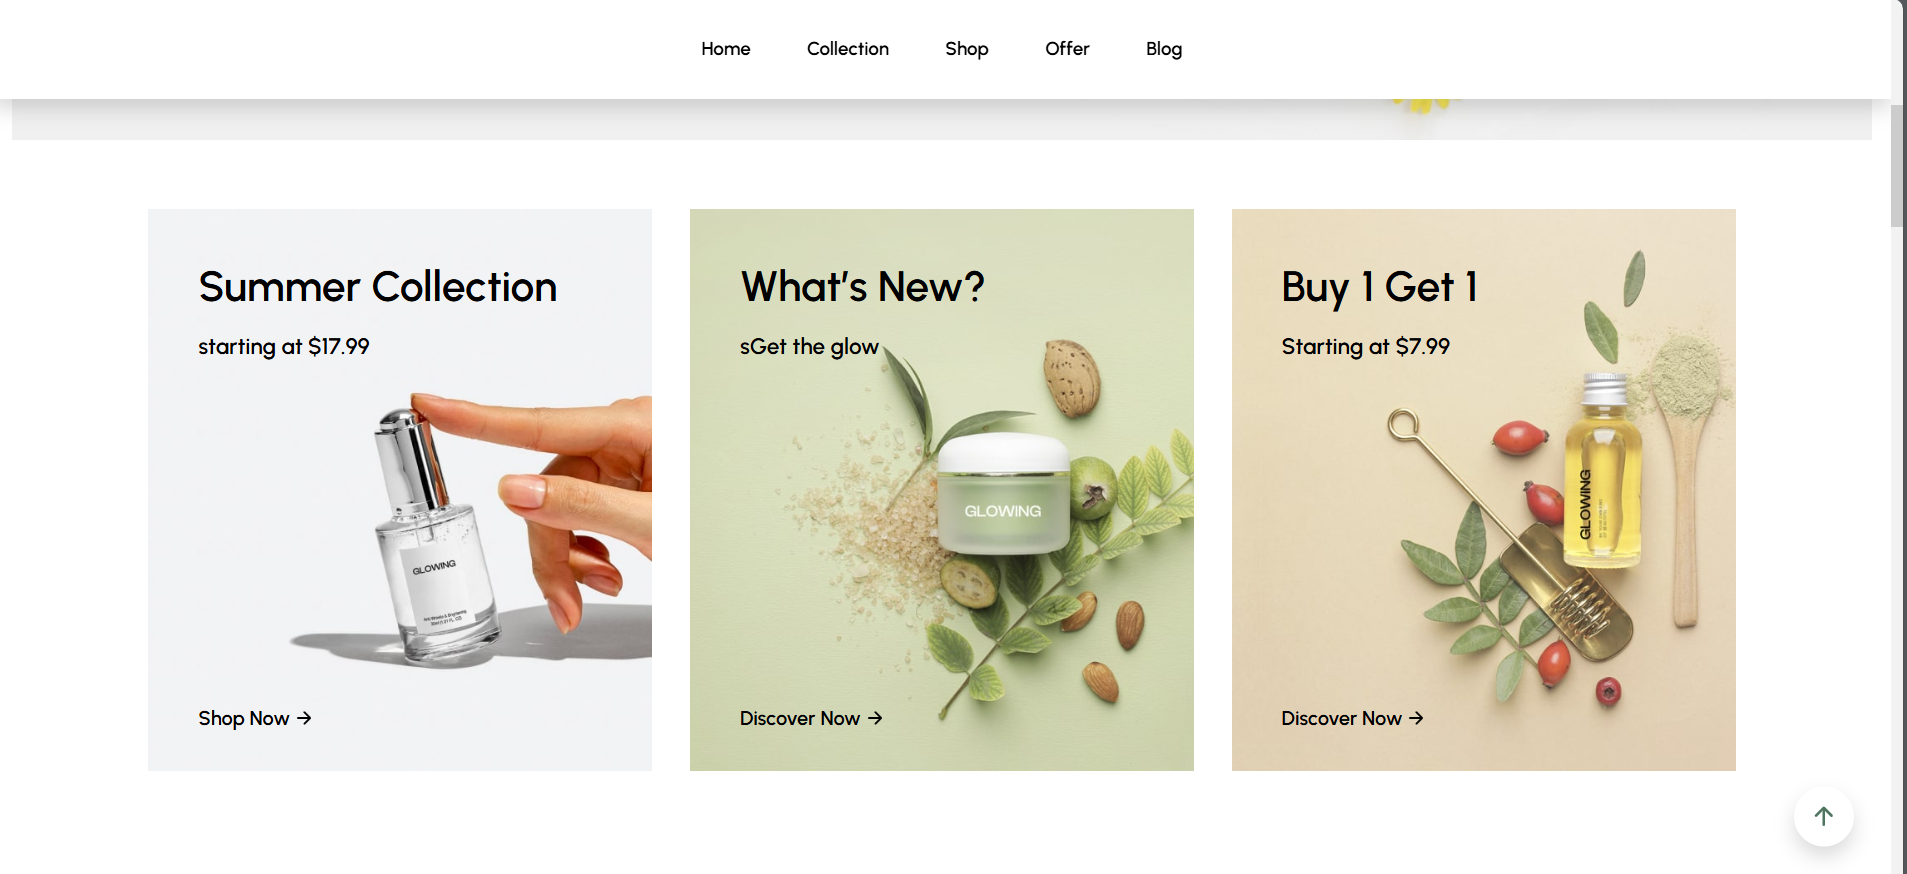 Home Collection Shop Offer Blog
Summer Collection
starting at $17.99
GLOWING
Shop Now →
What's New?
sGet the glow
GLOWING
Discover Now →
Buy 1 Get 1
Starting at $7.99
GLOWING
Discover Now →